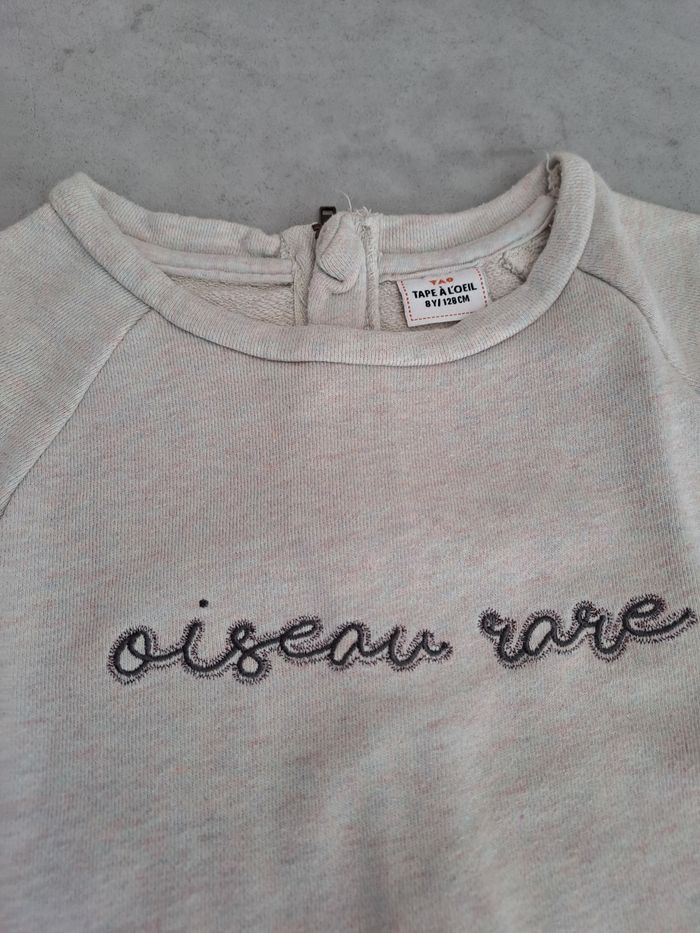 TAO
TAPE À L'OEIL
8Y/128CM
oiseau rare